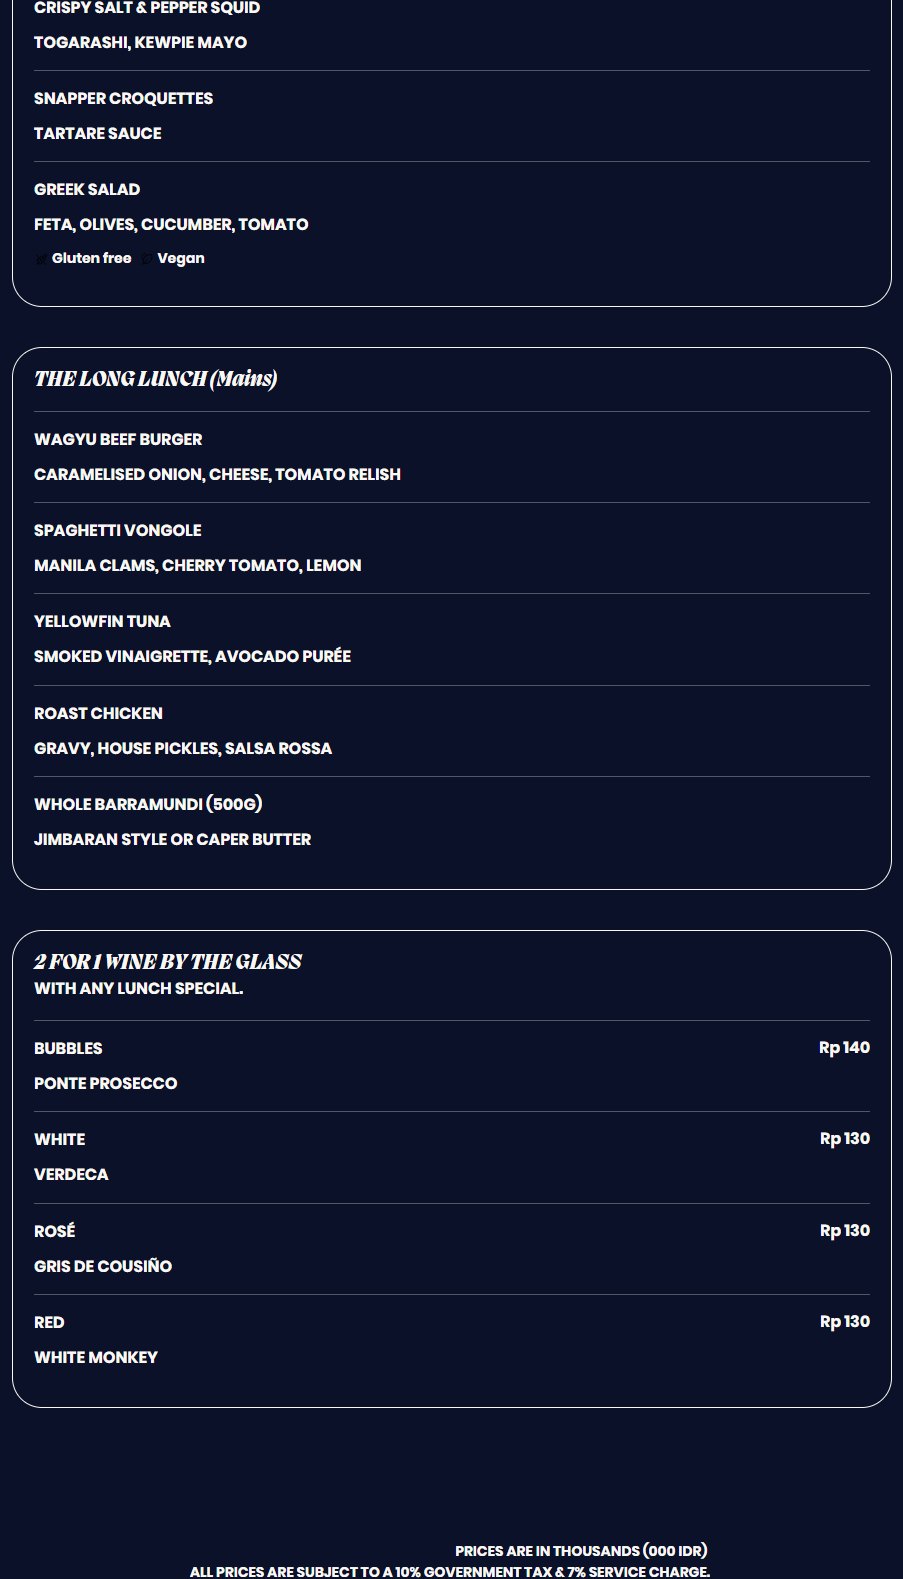 CRISPY SALT & PEPPER SQUID
TOGARASHI, KEWPIE MAYO
SNAPPER CROQUETTES
TARTARE SAUCE
GREEK SALAD
FETA, OLIVES, CUCUMBER, TOMATO
Gluten free Vegan
THE LONG LUNCH (Mains)
WAGYU BEEF BURGER
CARAMELISED ONION, CHEESE, TOMATO RELISH
SPAGHETTI VONGOLE
MANILA CLAMS, CHERRY TOMATO, LEMON
YELLOWFIN TUNA
SMOKED VINAIGRETTE, AVOCADO PURÉE
ROAST CHICKEN
GRAVY, HOUSE PICKLES, SALSA ROSSA
WHOLE BARRAMUNDI (500G)
JIMBARAN STYLE OR CAPER BUTTER
2 FOR 1 WINE BY THE GLASS
WITH ANY LUNCH SPECIAL.
BUBBLES Rp 140
PONTE PROSECCO
WHITE Rp 130
VERDECA
ROSÉ Rp 130
GRIS DE COUSIÑO
RED Rp 130
WHITE MONKEY
PRICES ARE IN THOUSANDS (000 IDR)
ALL PRICES ARE SUBJECT TO A 10% GOVERNMENT TAX & 7% SERVICE CHARGE.